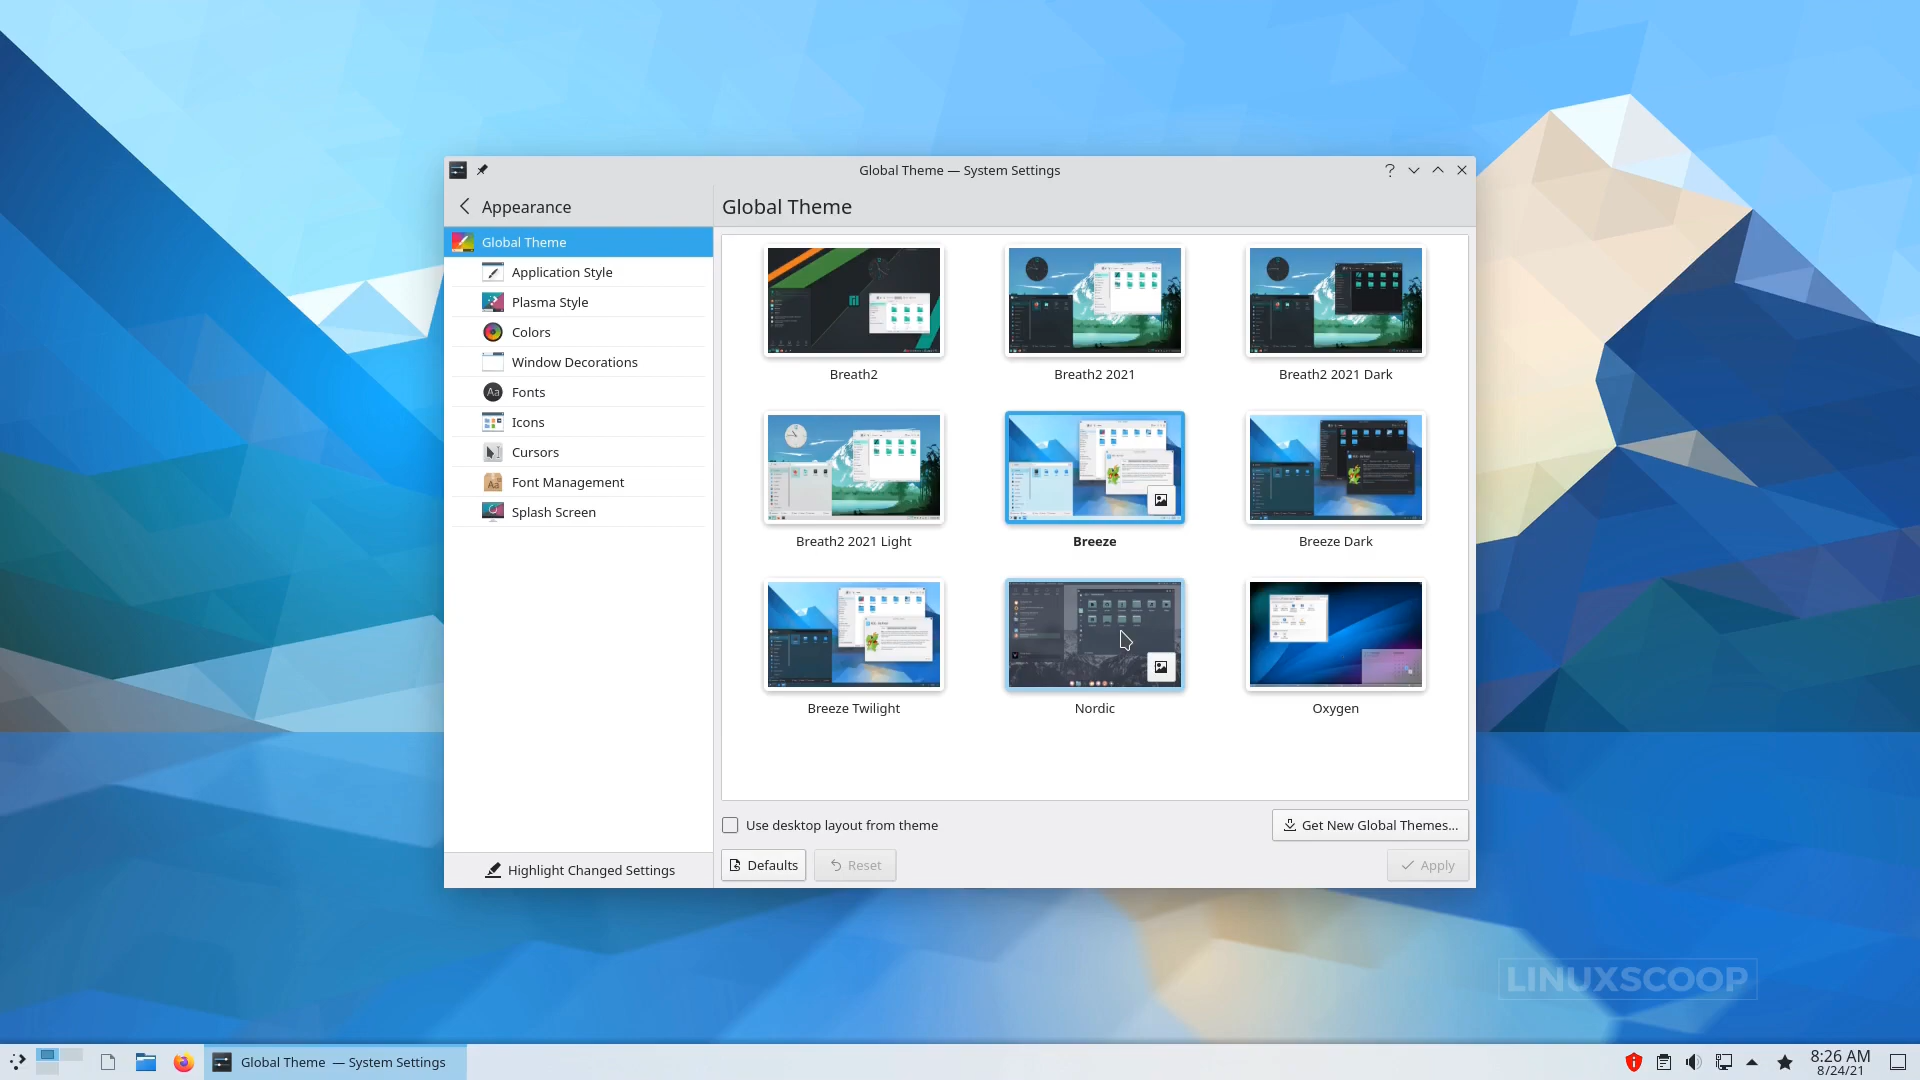 Global Theme — System Settings
Appearance
Global Theme
Global Theme
Application Style
Plasma Style
Colors
Window Decorations
Fonts
Icons
Cursors
Font Management
Splash Screen
Highlight Changed Settings
Breath2
Breath2 2021
Breath2 2021 Dark
Breath2 2021 Light
Breeze
Breeze Dark
Breeze Twilight
Nordic
Oxygen
Use desktop layout from theme
Get New Global Themes...
Defaults
Reset
Apply
LINUXSCOOP
Global Theme — System Settings
8:26 AM
8/24/21